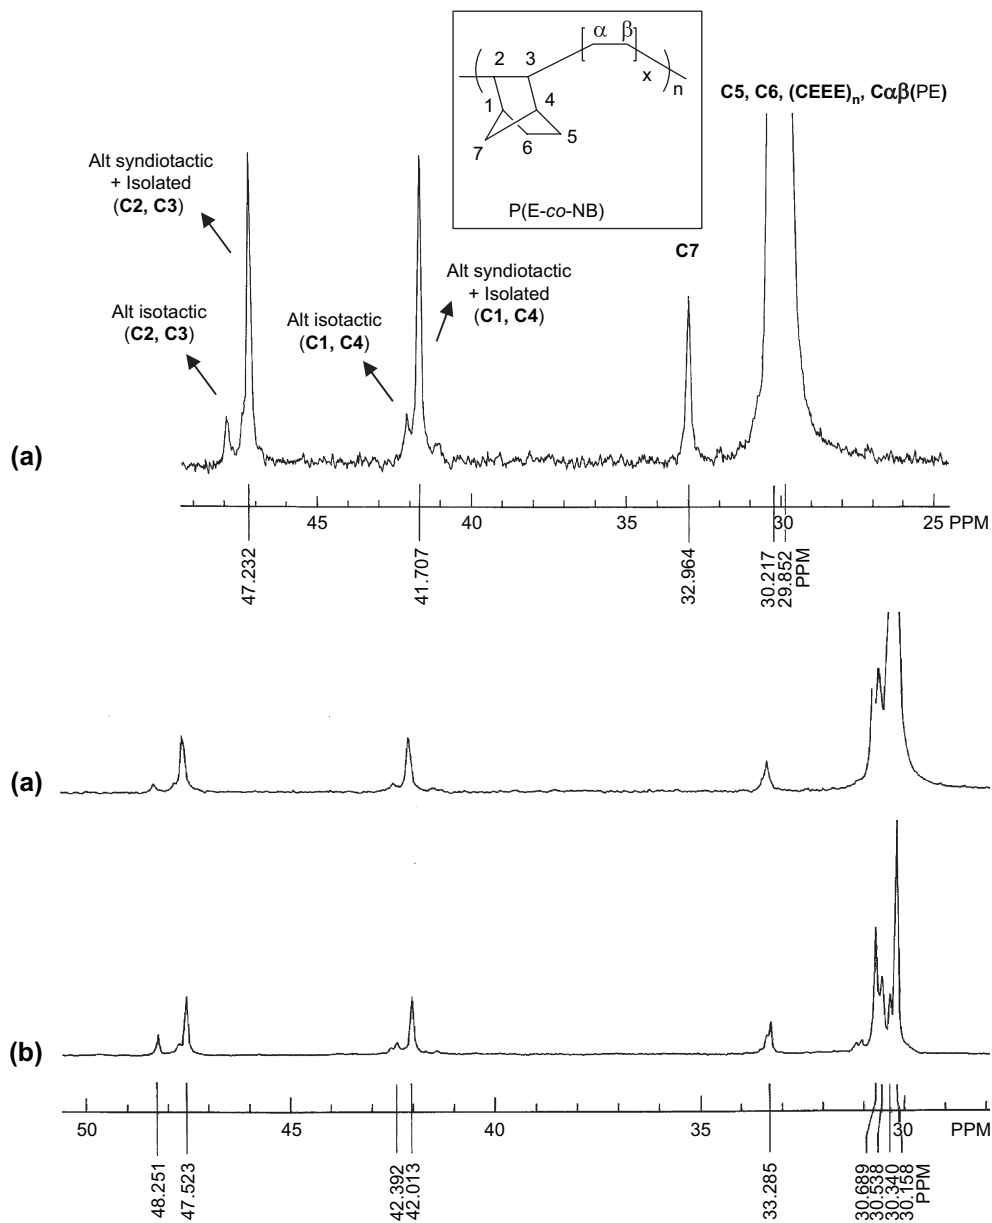 α β
2 3
x
n
1 4
5
6
7
P(E-co-NB)
C5, C6, (CEEE)n, Cαβ(PE)
Alt syndiotactic
+ Isolated
(C2, C3)
Alt isotactic
(C2, C3)
Alt isotactic
(C1, C4)
Alt syndiotactic
+ Isolated
(C1, C4)
C7
(a)
45 40 35 30 25 PPM
47.232
41.707
32.964
30.217
29.852
PPM
(a)
(b)
50 45 40 35 30 PPM
48.251
47.523
42.392
42.013
33.285
30.689
30.538
30.340
30.158
PPM